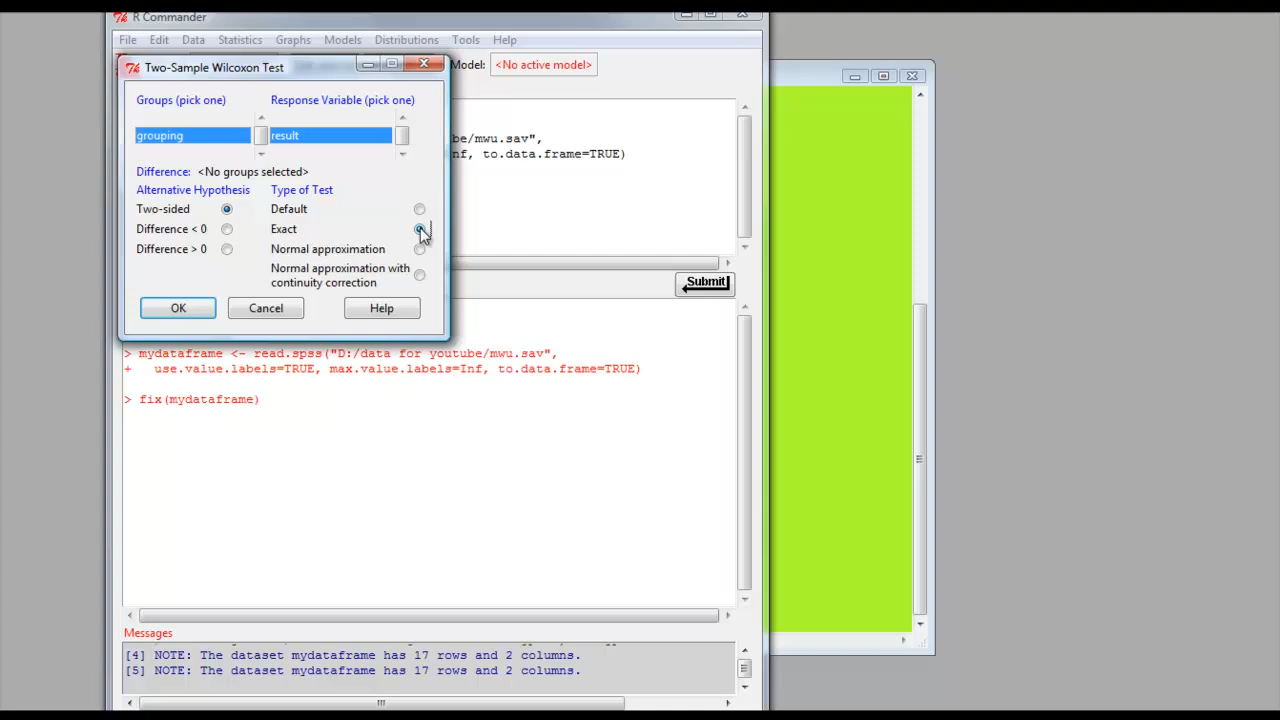 R Commander
File Edit Data Statistics Graphs Models Distributions Tools Help
Two-Sample Wilcoxon Test
Model: <No active model>
Groups (pick one) Response Variable (pick one)
grouping result
be/mwu.sav",
nf, to.data.frame=TRUE)
Difference: <No groups selected>
Alternative Hypothesis Type of Test
Two-sided Default
Difference < 0 Exact
Difference > 0 Normal approximation
Normal approximation with
continuity correction
Submit
OK Cancel Help
> mydataframe <- read.spss("D:/data for youtube/mwu.sav",
+ use.value.labels=TRUE, max.value.labels=Inf, to.data.frame=TRUE)
> fix(mydataframe)
Messages
[4] NOTE: The dataset mydataframe has 17 rows and 2 columns.
[5] NOTE: The dataset mydataframe has 17 rows and 2 columns.